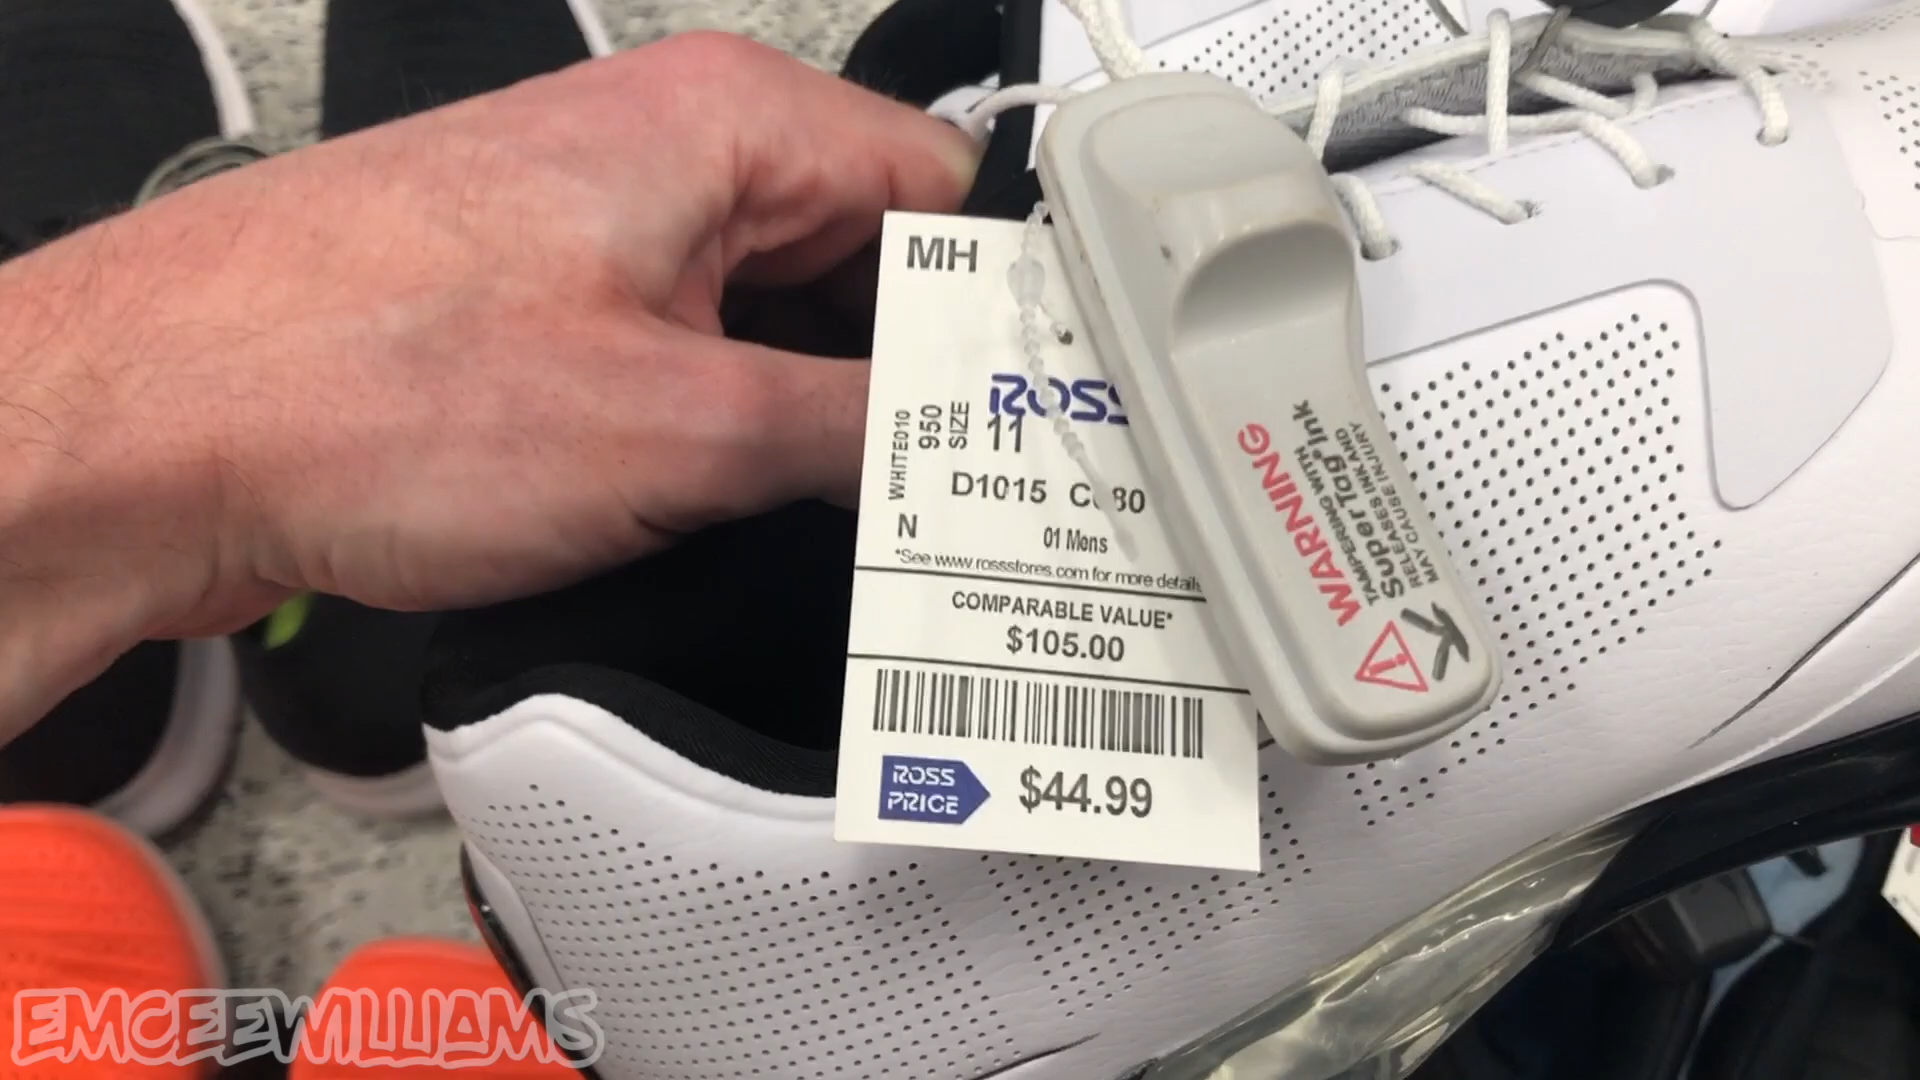 MH
ROSS
WHITE010
950
SIZE
11
D1015
N
01 Mens
*See www.rossstores.com for more details
COMPARABLE VALUE*
$105.00
ROSS
PRICE
$44.99
WARNING
TAMPERING WITH
SuperTag® Ink
RELEASES INK AND
MAY CAUSE INJURY
K
EMCEEWILLIAMS